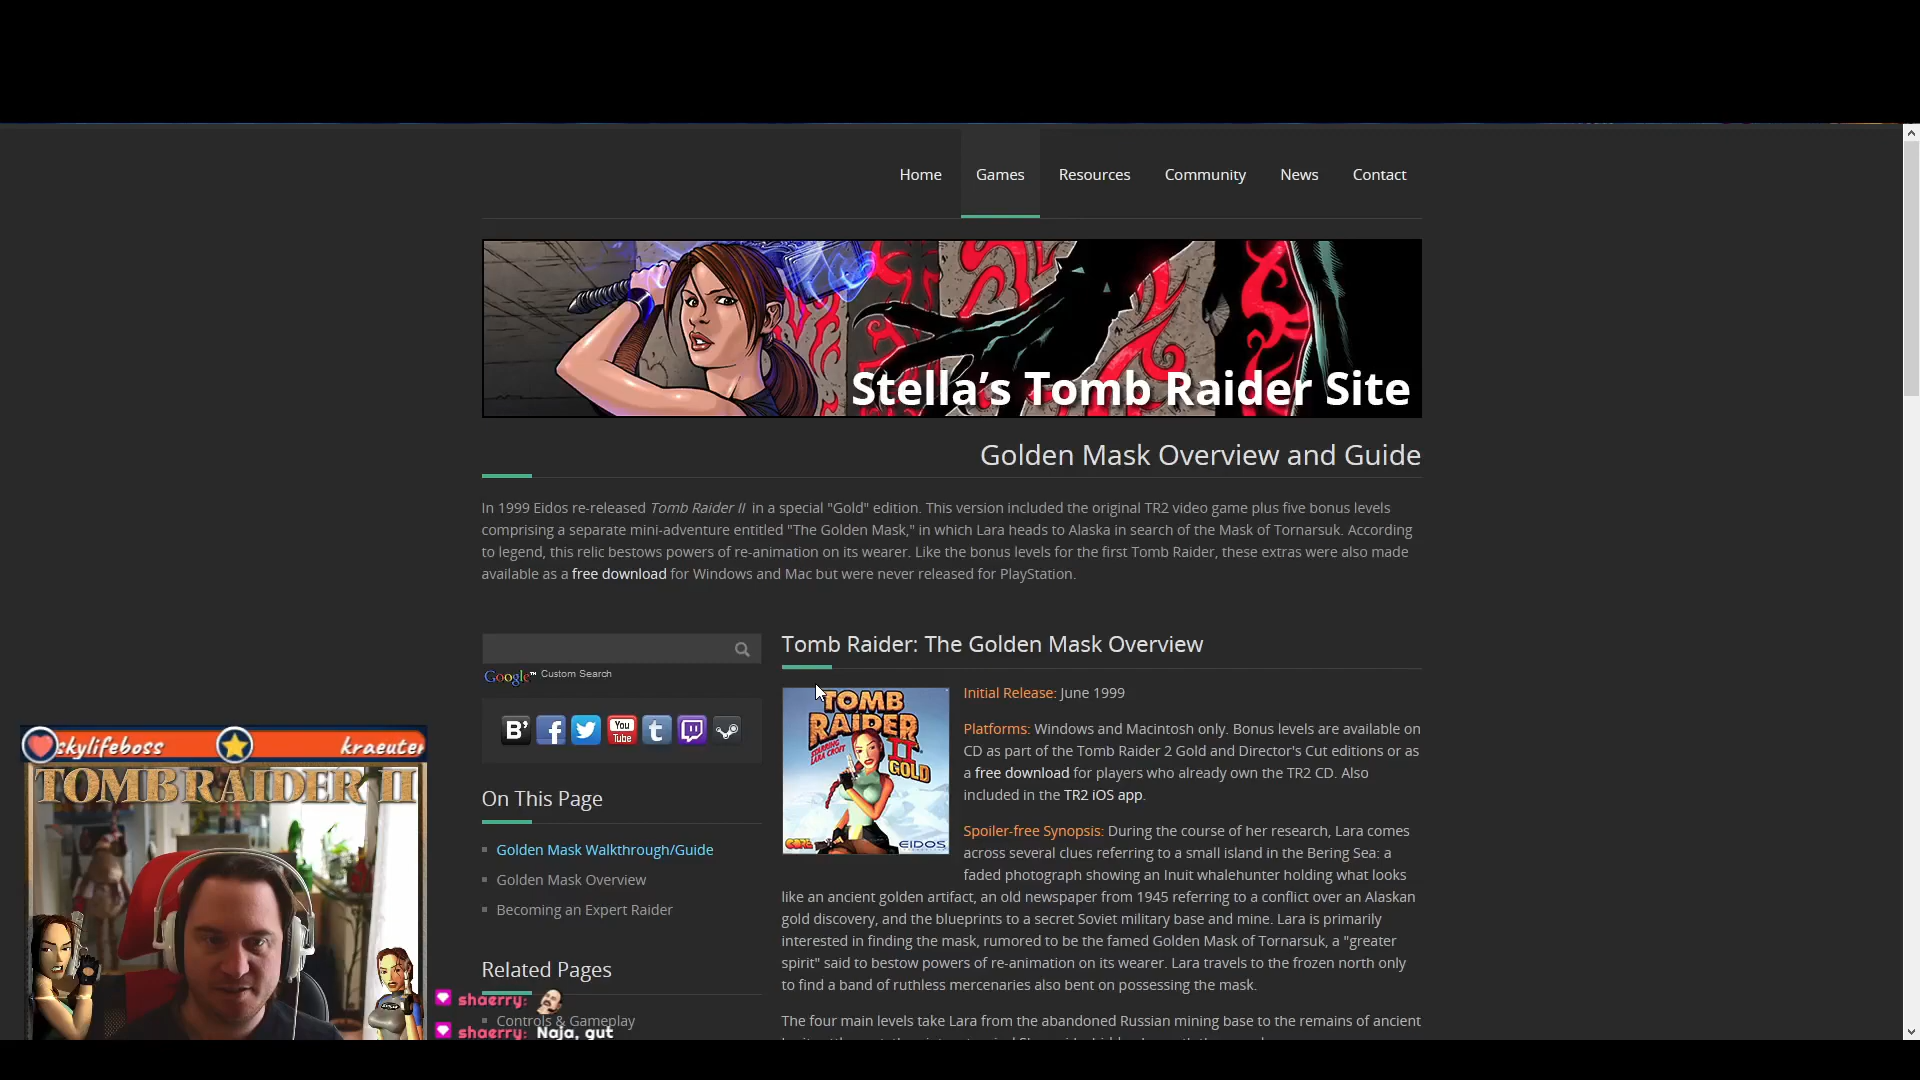 Home Games Resources Community News Contact
Stella's Tomb Raider Site
Golden Mask Overview and Guide
In 1999 Eidos re-released Tomb Raider II in a special "Gold" edition. This version included the original TR2 video game plus five bonus levels
comprising a separate mini-adventure entitled "The Golden Mask," in which Lara heads to Alaska in search of the Mask of Tornarsuk. According
to legend, this relic bestows powers of re-animation on its wearer. Like the bonus levels for the first Tomb Raider, these extras were also made
available as a free download for Windows and Mac but were never released for PlayStation.
Google™ Custom Search
B' f You Tube t
On This Page
Golden Mask Walkthrough/Guide
Golden Mask Overview
Becoming an Expert Raider
Related Pages
Controls & Gameplay
Tomb Raider: The Golden Mask Overview
TOMB
RAIDER
STARRING
LARA CROFT
II
GOLD
CORE
EIDOS
Initial Release: June 1999
Platforms: Windows and Macintosh only. Bonus levels are available on
CD as part of the Tomb Raider 2 Gold and Director's Cut editions or as
a free download for players who already own the TR2 CD. Also
included in the TR2 iOS app.
Spoiler-free Synopsis: During the course of her research, Lara comes
across several clues referring to a small island in the Bering Sea: a
faded photograph showing an Inuit whalehunter holding what looks
like an ancient golden artifact, an old newspaper from 1945 referring to a conflict over an Alaskan
gold discovery, and the blueprints to a secret Soviet military base and mine. Lara is primarily
interested in finding the mask, rumored to be the famed Golden Mask of Tornarsuk, a "greater
spirit" said to bestow powers of re-animation on its wearer. Lara travels to the frozen north only
to find a band of ruthless mercenaries also bent on possessing the mask.
The four main levels take Lara from the abandoned Russian mining base to the remains of ancient
skylifeboss
kraeuter
TOMB RAIDER II
shaerry:
shaerry: Naja, gut